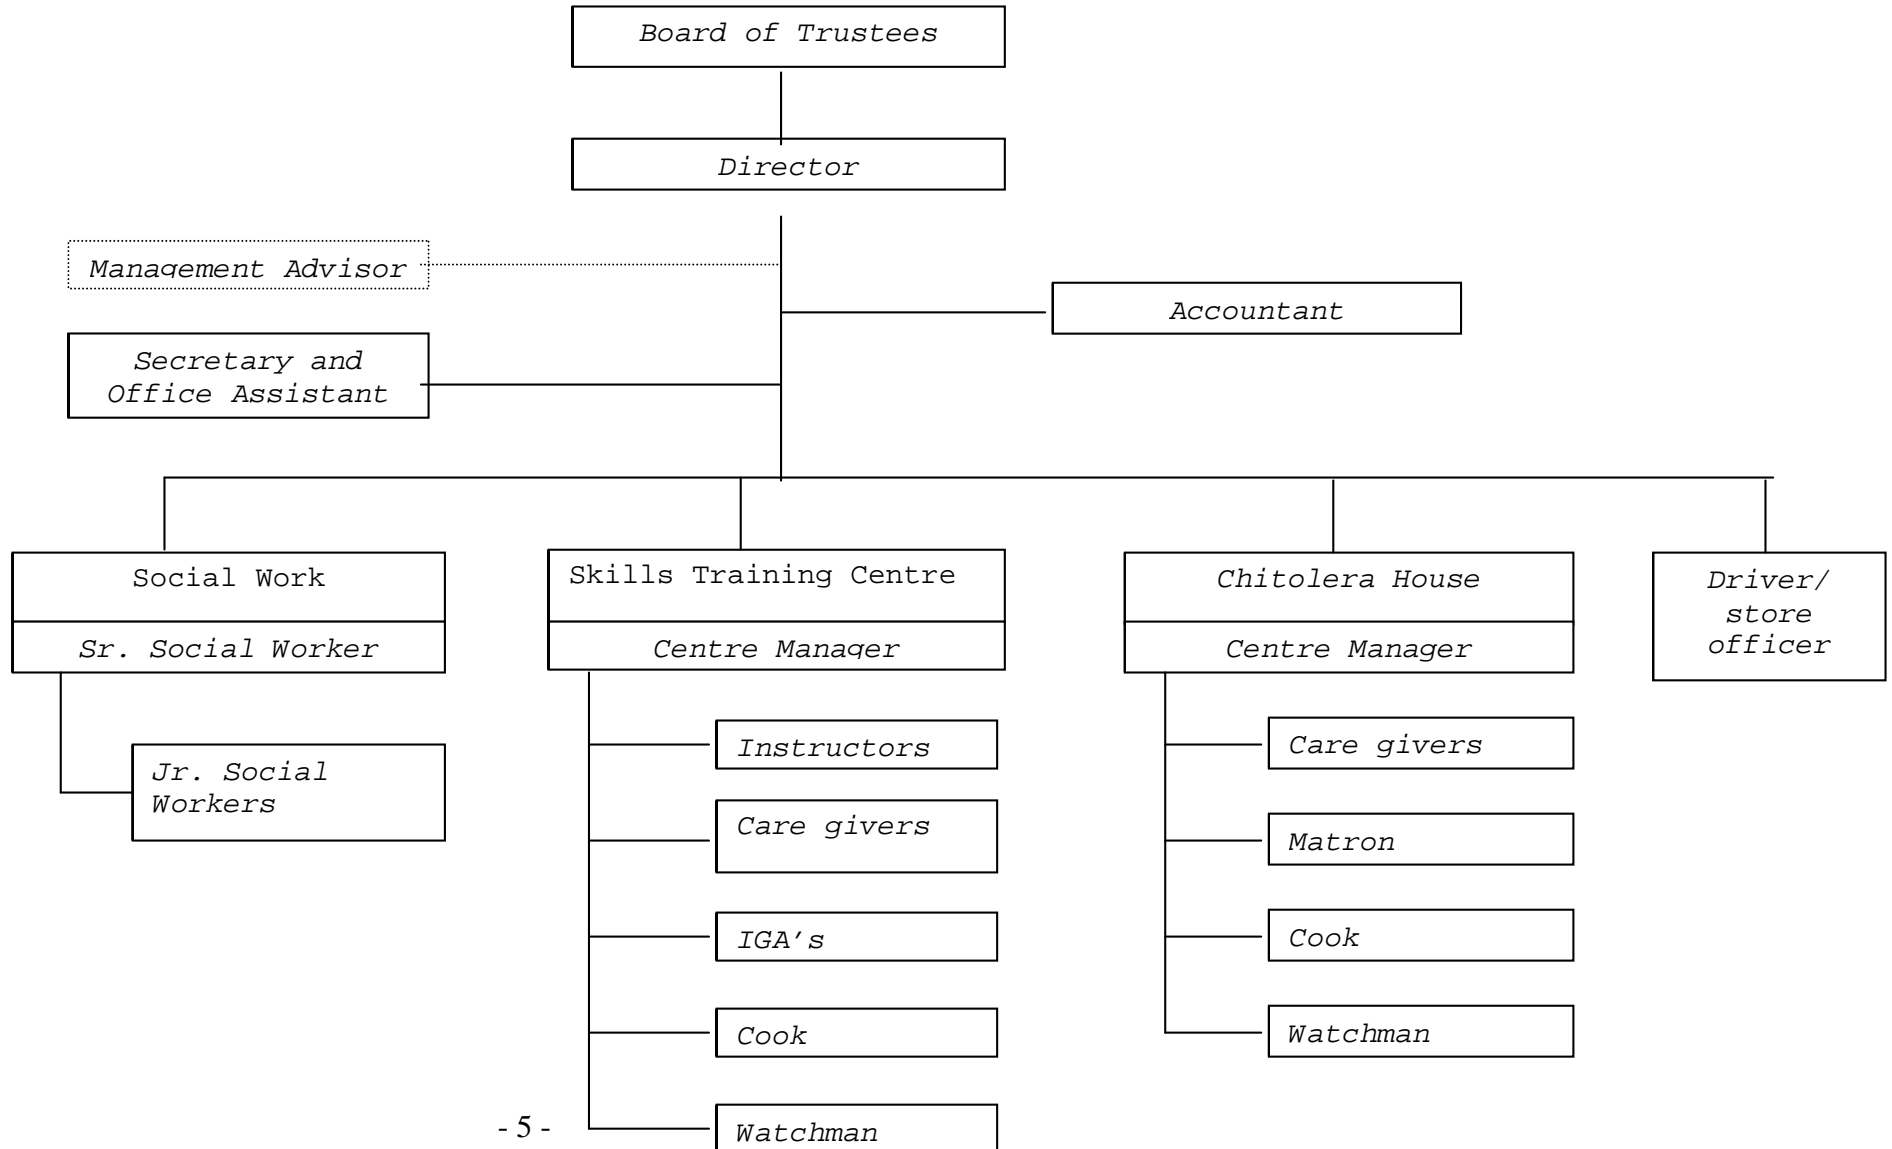 Board of Trustees
Director
Management Advisor
Accountant
Secretary and
Office Assistant
Social Work
Sr. Social Worker
Jr. Social
Workers
Skills Training Centre
Centre Manager
Instructors
Care givers
IGA’s
Cook
Watchman
Chitolera House
Centre Manager
Care givers
Matron
Cook
Watchman
Driver/
store
officer
- 5 -